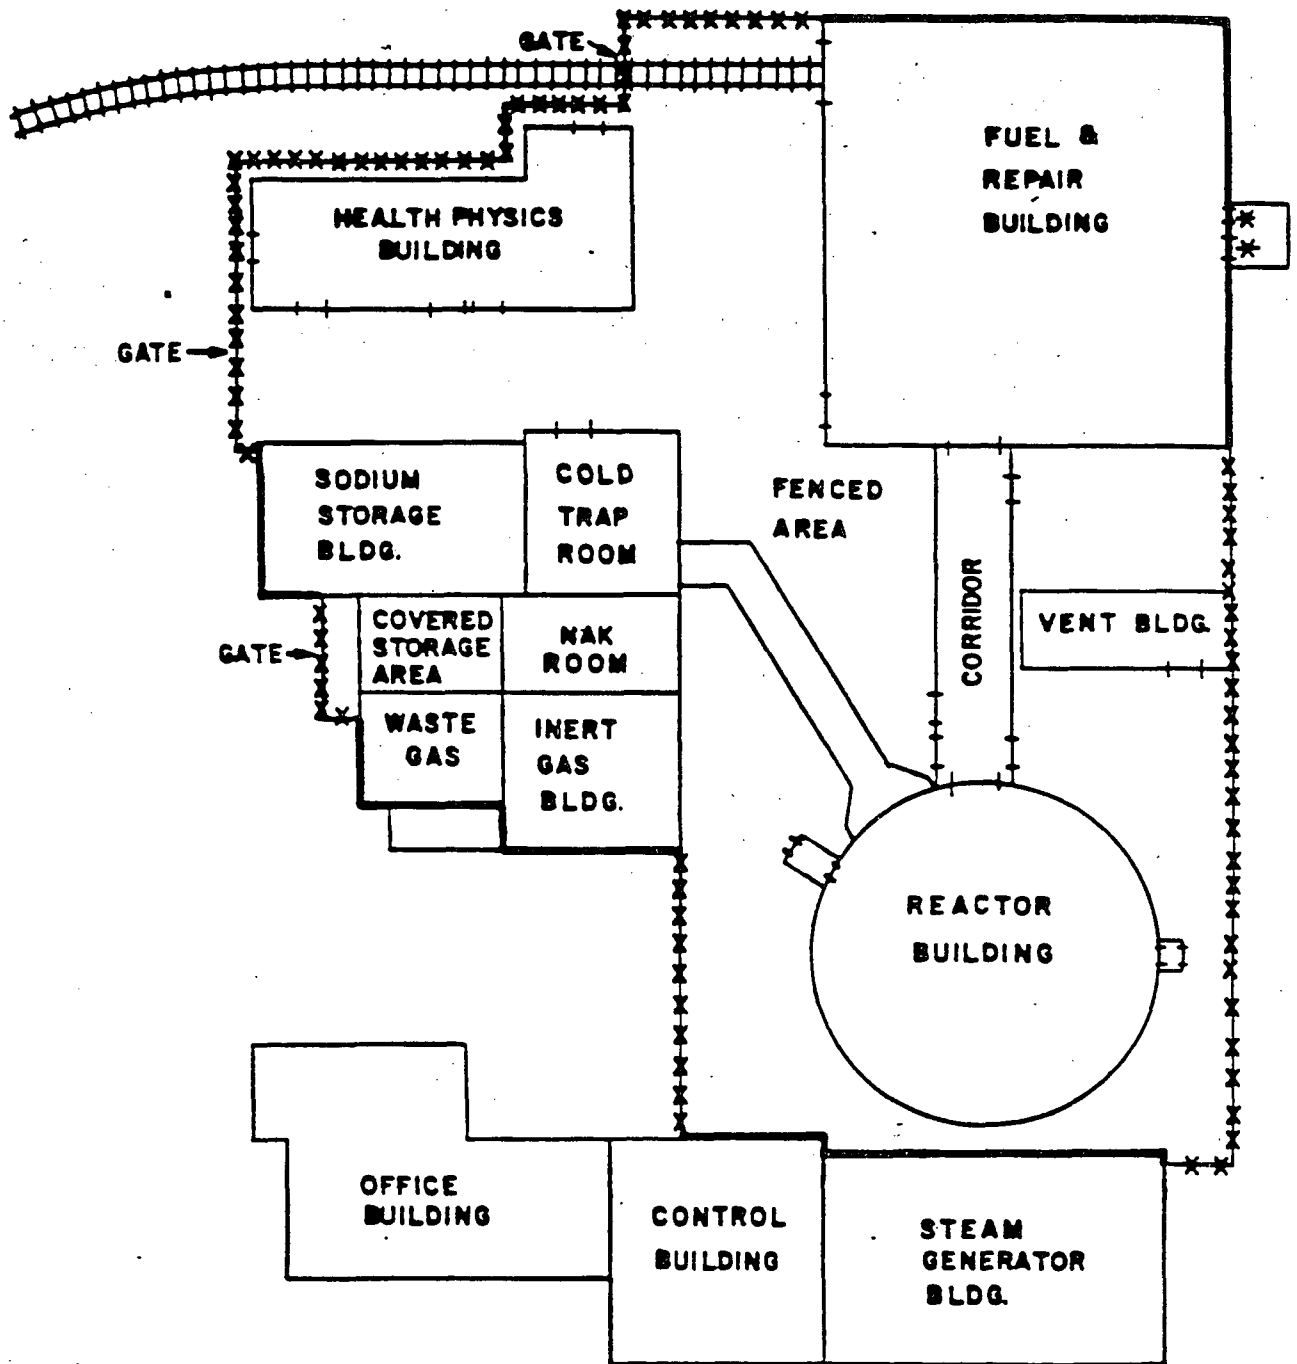 GATE
FUEL &
REPAIR
BUILDING
HEALTH PHYSICS
BUILDING
GATE
SODIUM
STORAGE
BLDG.
COLD
TRAP
ROOM
FENCED
AREA
CORRIDOR
VENT BLDG.
COVERED
STORAGE
AREA
NAK
ROOM
GATE
WASTE
GAS
INERT
GAS
BLDG.
REACTOR
BUILDING
OFFICE
BUILDING
CONTROL
BUILDING
STEAM
GENERATOR
BLDG.